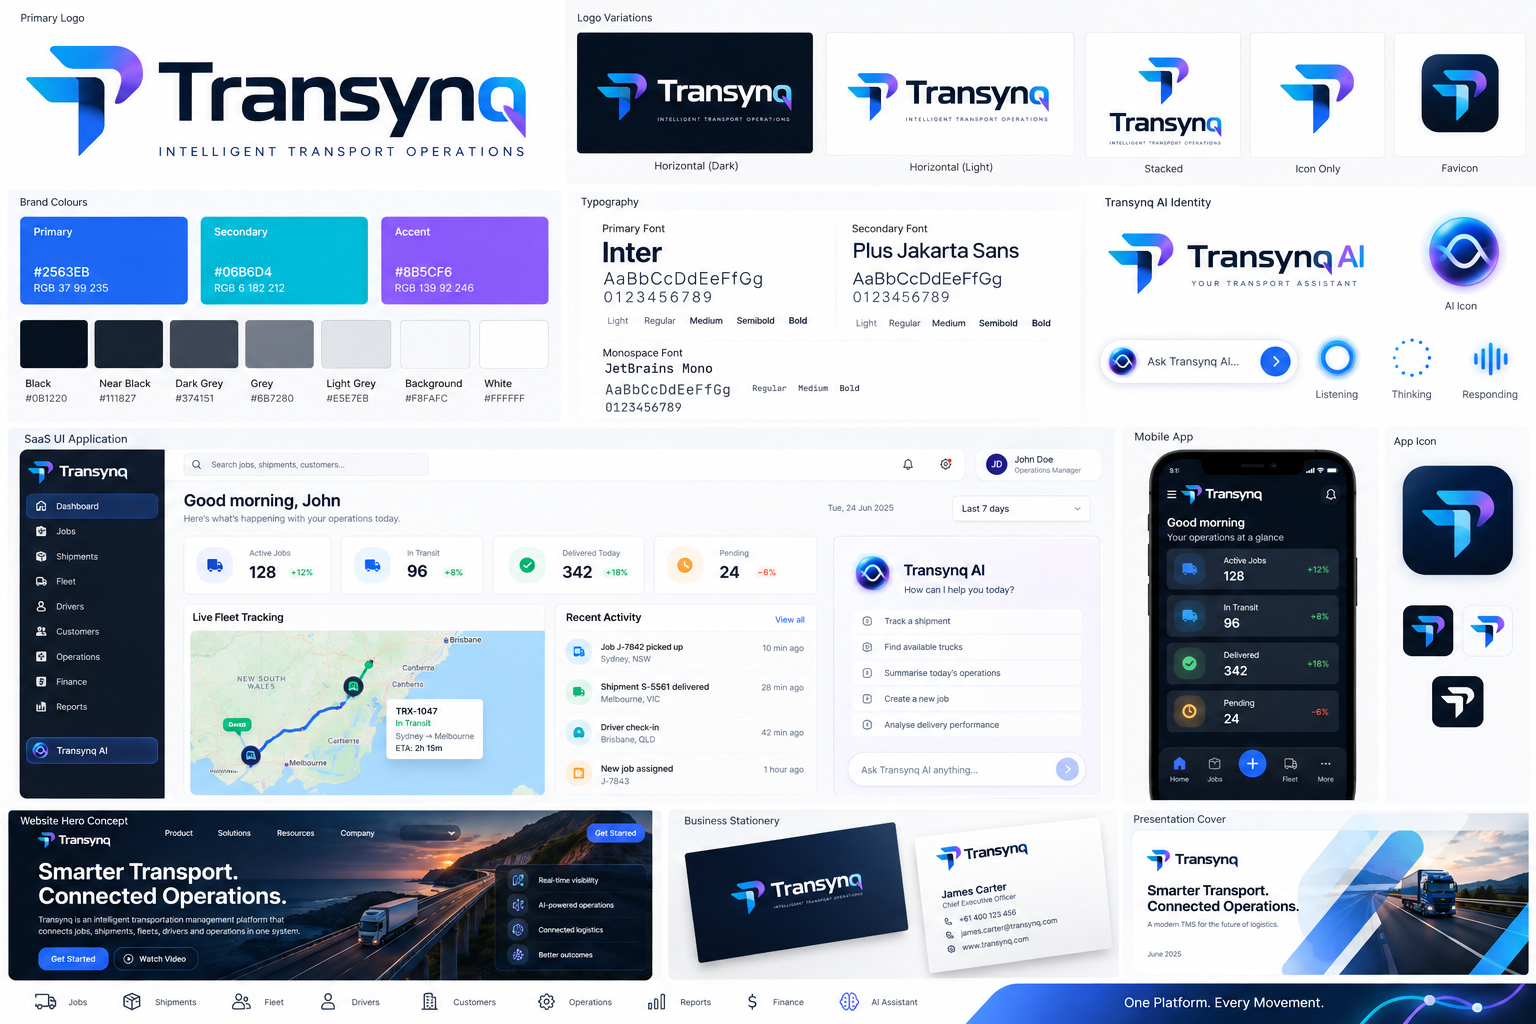 Primary Logo
Transynq
INTELLIGENT TRANSPORT OPERATIONS
Logo Variations
Transynq
INTELLIGENT TRANSPORT OPERATIONS
Horizontal (Dark)
Transynq
INTELLIGENT TRANSPORT OPERATIONS
Horizontal (Light)
Transynq
INTELLIGENT TRANSPORT OPERATIONS
Stacked
Icon Only
Favicon
Brand Colours
Primary
#2563EB
RGB 37 99 235
Secondary
#06B6D4
RGB 6 182 212
Accent
#8B5CF6
RGB 139 92 246
Black
#0B1220
Near Black
#111827
Dark Grey
#374151
Grey
#6B7280
Light Grey
#E5E7EB
Background
#F8FAFC
White
#FFFFFF
Typography
Primary Font
Inter
AaBbCcDdEeFfGg
0123456789
Light Regular Medium Semibold Bold
Secondary Font
Plus Jakarta Sans
AaBbCcDdEeFfGg
0123456789
Light Regular Medium Semibold Bold
Monospace Font
JetBrains Mono
AaBbCcDdEeFfGg
0123456789
Regular Medium Bold
Transynq AI Identity
Transynq AI
YOUR TRANSPORT ASSISTANT
AI Icon
Ask Transynq AI...
Listening
Thinking
Responding
SaaS UI Application
Transynq
Dashboard
Jobs
Shipments
Fleet
Drivers
Customers
Operations
Finance
Reports
Transynq AI
Search jobs, shipments, customers...
JD
John Doe
Operations Manager
Good morning, John
Here's what's happening with your operations today.
Tue, 24 Jun 2025
Last 7 days
Active Jobs
128 +12%
In Transit
96 +8%
Delivered Today
342 +18%
Pending
24 -6%
Live Fleet Tracking
Brisbane
NEW SOUTH
WALES
Canberra
Canberra
Melbourne
TRX-1047
In Transit
Sydney → Melbourne
ETA: 2h 15m
Recent Activity
View all
Job J-7842 picked up
Sydney, NSW
10 min ago
Shipment S-5561 delivered
Melbourne, VIC
28 min ago
Driver check-in
Brisbane, QLD
42 min ago
New job assigned
J-7843
1 hour ago
Transynq AI
How can I help you today?
Track a shipment
Find available trucks
Summarise today's operations
Create a new job
Analyse delivery performance
Ask Transynq AI anything...
Mobile App
Transynq
Good morning
Your operations at a glance
Active Jobs
128
+12%
In Transit
96
+8%
Delivered
342
+18%
Pending
24
-6%
Home
Jobs
Fleet
More
App Icon
Website Hero Concept
Transynq
Product
Solutions
Resources
Company
Get Started
Smarter Transport.
Connected Operations.
Transynq is an intelligent transportation management platform that
connects jobs, shipments, fleets, drivers and operations in one system.
Get Started
Watch Video
Real-time visibility
AI-powered operations
Connected logistics
Better outcomes
Business Stationery
Transynq
INTELLIGENT TRANSPORT OPERATIONS
Transynq
James Carter
Chief Executive Officer
+61 400 123 456
james.carter@transynq.com
www.transynq.com
Presentation Cover
Transynq
Smarter Transport.
Connected Operations.
A modern TMS for the future of logistics.
June 2025
Jobs
Shipments
Fleet
Drivers
Customers
Operations
Reports
Finance
AI Assistant
One Platform. Every Movement.